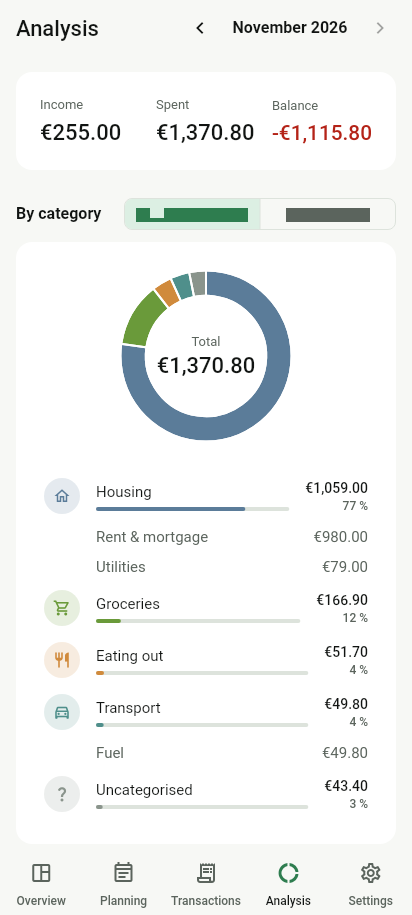 Analysis
November 2026
Income Spent Balance
€255.00 €1,370.80 -€1,115.80
By category
Total
€1,370.80
Housing €1,059.00
77 %
Rent & mortgage €980.00
Utilities €79.00
Groceries €166.90
12 %
Eating out €51.70
4 %
Transport €49.80
4 %
Fuel €49.80
Uncategorised €43.40
3 %
?
Overview Planning Transactions Analysis Settings